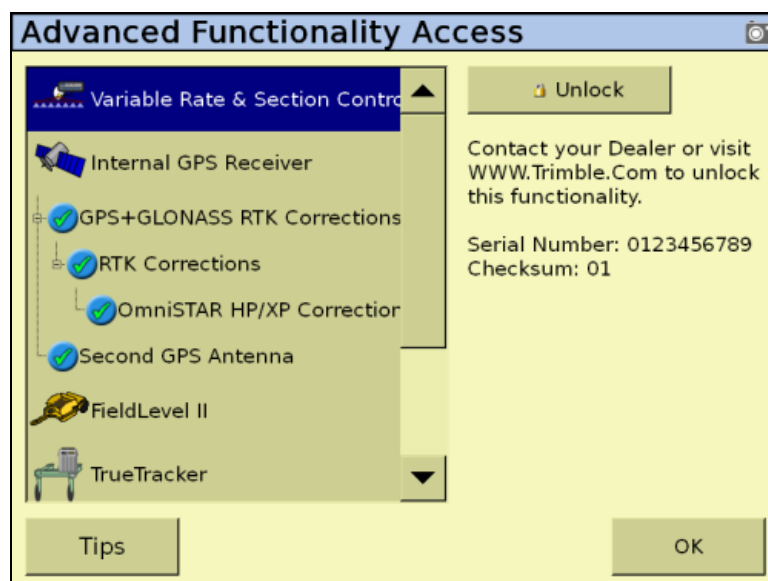 Advanced Functionality Access
Variable Rate & Section Contro
Internal GPS Receiver
GPS+GLONASS RTK Corrections
RTK Corrections
OmniSTAR HP/XP Correction
Second GPS Antenna
FieldLevel II
TrueTracker
Unlock
Contact your Dealer or visit
WWW.Trimble.Com to unlock
this functionality.
Serial Number: 0123456789
Checksum: 01
Tips
OK